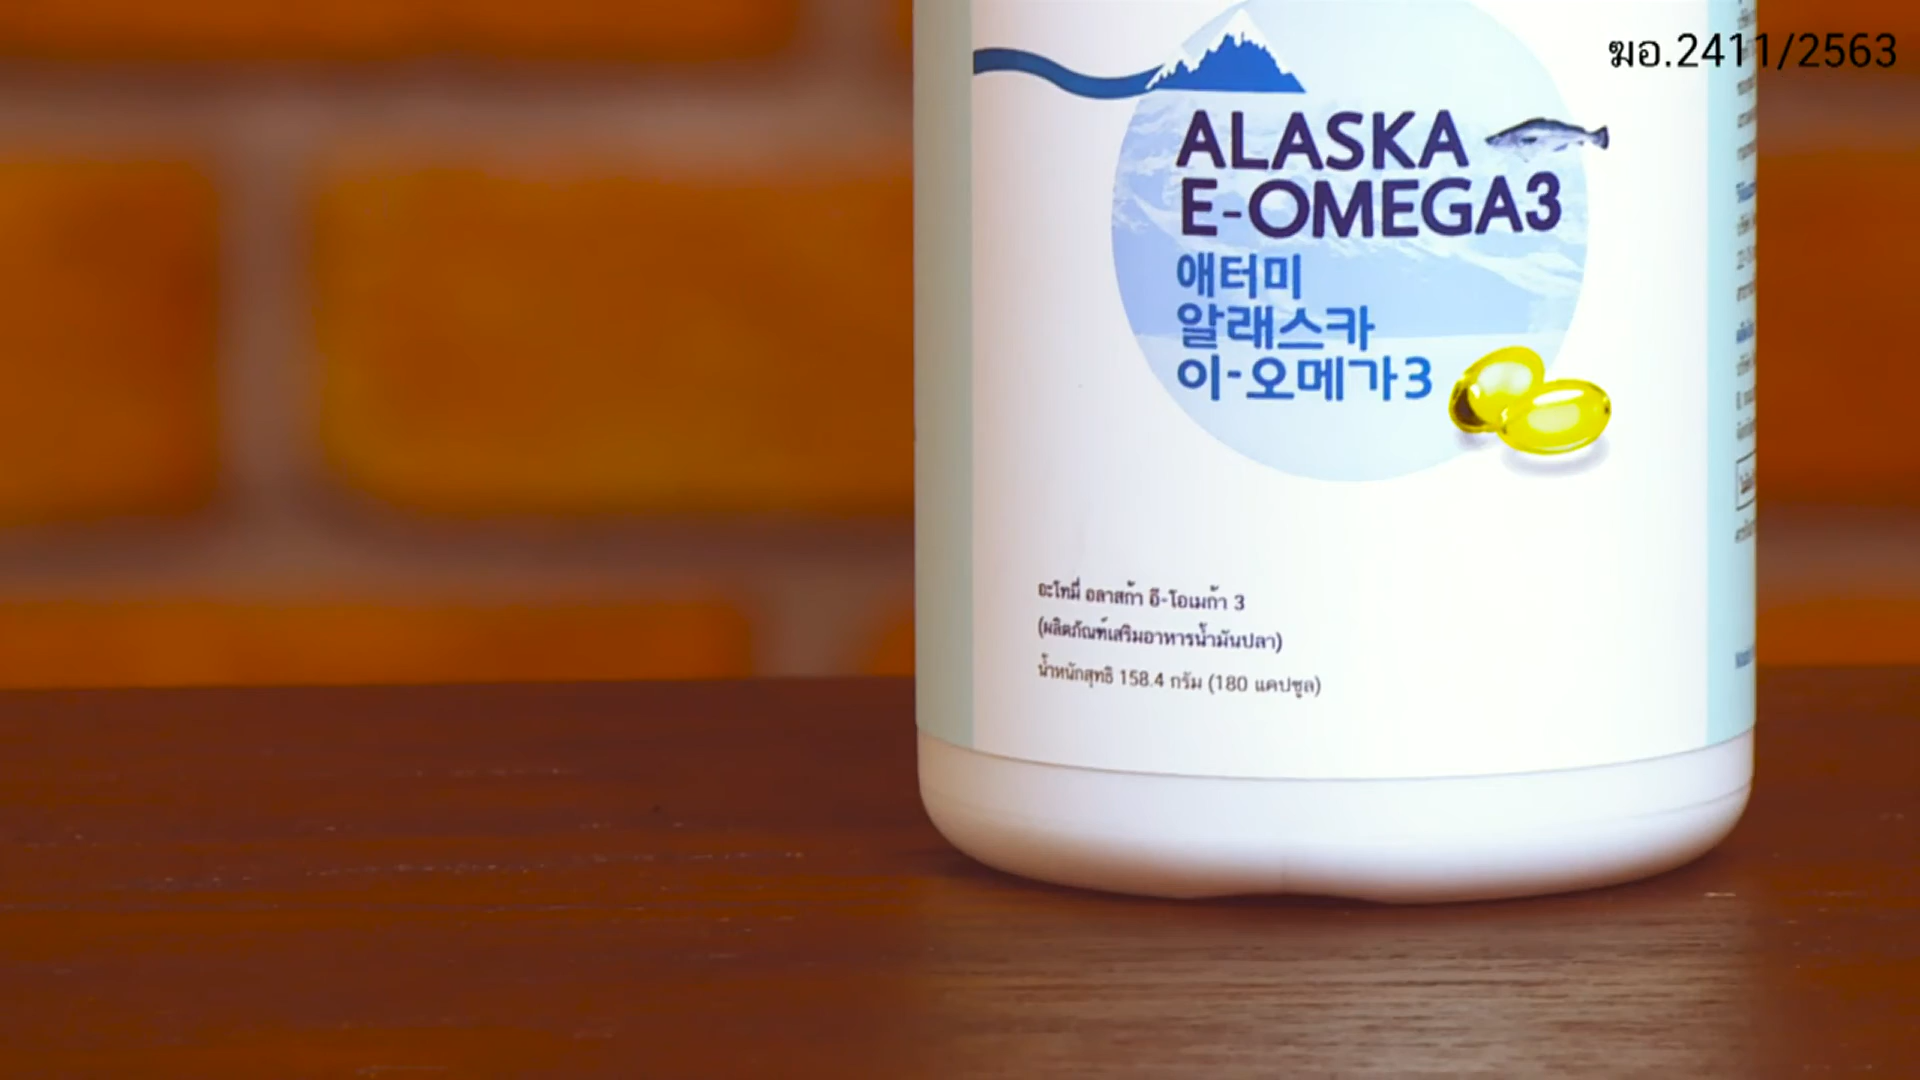 ฆอ.2411/2563
ALASKA
E-OMEGA3
애터미
알래스카
이-오메가3
อะโทมี่ อลาสก้า อี-โอเมก้า 3
(ผลิตภัณฑ์เสริมอาหารน้ำมันปลา)
น้ำหนักสุทธิ 158.4 กรัม (180 แคปซูล)